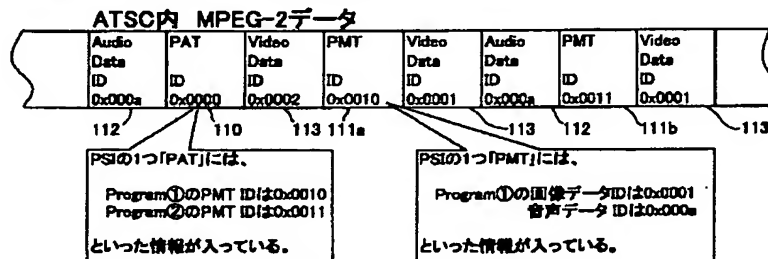 ATSC内 MPEG-2データ
Audio Data ID 0x000a
PAT ID 0x0000
Video Data ID 0x0002
PMT ID 0x0010
Video Data ID 0x0001
Audio Data ID 0x000a
PMT ID 0x0011
Video Data ID 0x0001
112
110
113
111a
113
112
111b
113
PSIの1つ「PAT」には、
Program①のPMT IDは0x0010
Program②のPMT IDは0x0011
といった情報が入っている。
PSIの1つ「PMT」には、
Program①の画像データIDは0x0001
音声データ IDは0x000a
といった情報が入っている。